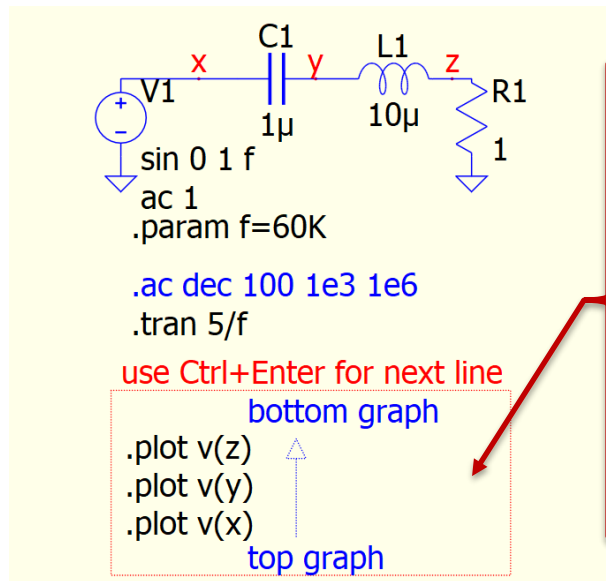 C1
L1
x
y
z
V1
R1
+
−
1µ
10µ
1
sin 0 1 f
ac 1
.param f=60K
.ac dec 100 1e3 1e6
.tran 5/f
use Ctrl+Enter for next line
bottom graph
.plot v(z)
.plot v(y)
.plot v(x)
top graph